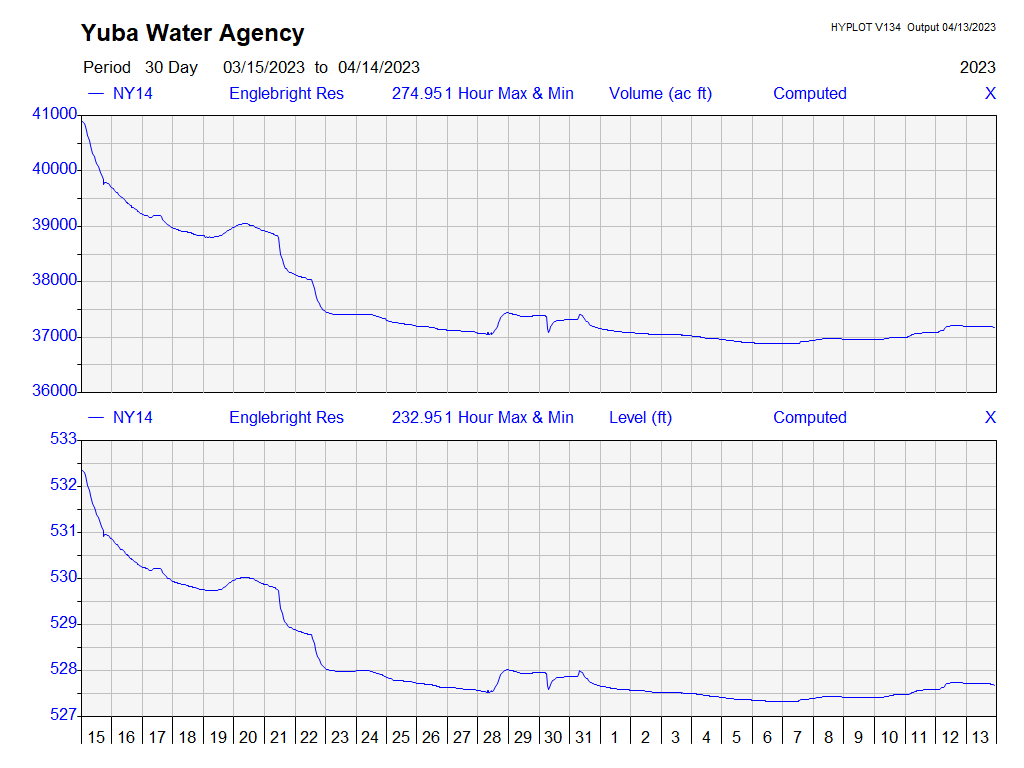 Yuba Water Agency
HYPLOT V134 Output 04/13/2023
Period 30 Day 03/15/2023 to 04/14/2023 2023
NY14 Englebright Res 274.951 Hour Max & Min Volume (ac ft) Computed X
41000
40000
39000
38000
37000
36000
NY14 Englebright Res 232.951 Hour Max & Min Level (ft) Computed X
533
532
531
530
529
528
527
15 16 17 18 19 20 21 22 23 24 25 26 27 28 29 30 31 1 2 3 4 5 6 7 8 9 10 11 12 13